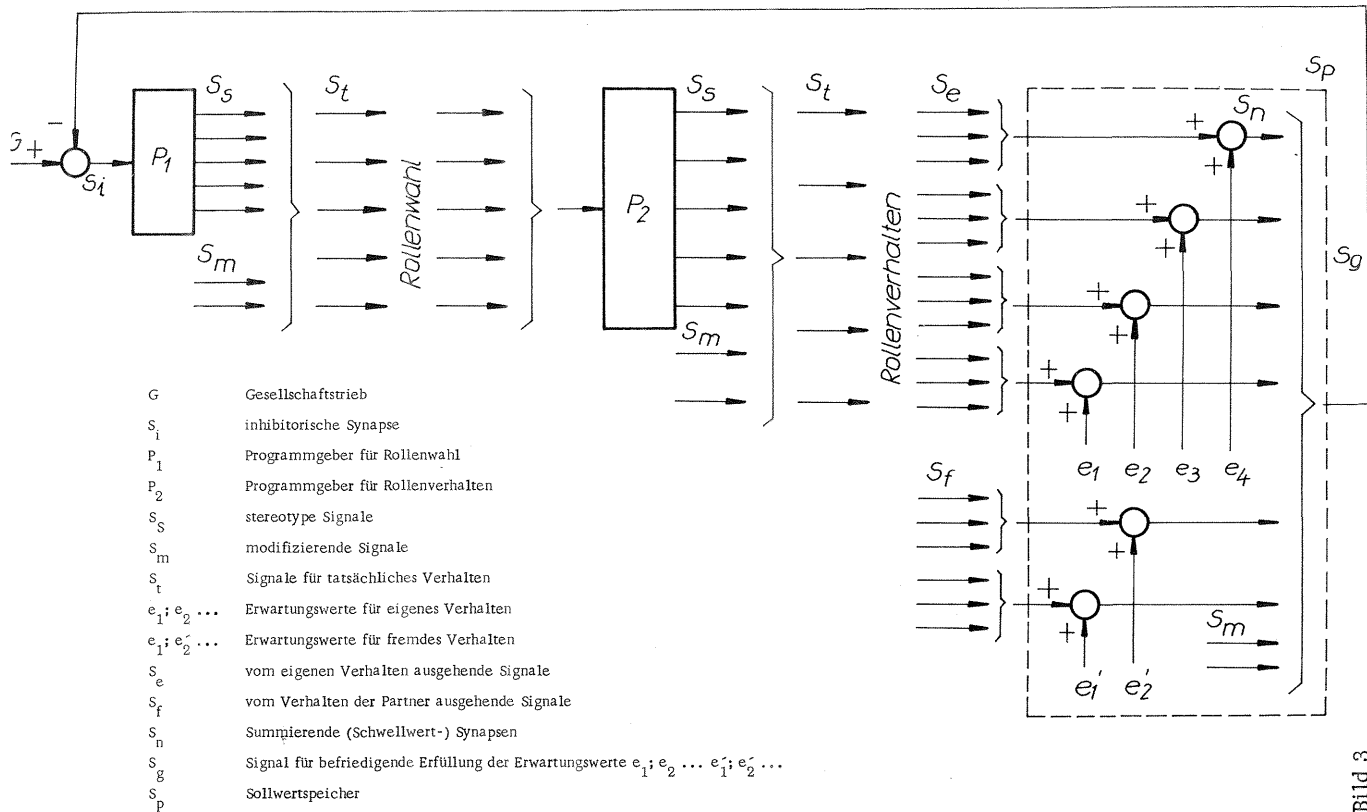 S_p
S_s S_t S_s S_t S_e S_n
G + − + +
P_1 P_2
S_i
Rollenwahl
Rollenverhalten
+ +
S_m
S_g
+ +
S_m
+ +
e_1 e_2 e_3 e_4
S_f
+ +
+ +
S_m
e_1' e_2'
G Gesellschaftstrieb
S_i inhibitorische Synapse
P_1 Programmgeber für Rollenwahl
P_2 Programmgeber für Rollenverhalten
S_S stereotype Signale
S_m modifizierende Signale
S_t Signale für tatsächliches Verhalten
e_1; e_2 ... Erwartungswerte für eigenes Verhalten
e_1; e_2′ ... Erwartungswerte für fremdes Verhalten
S_e vom eigenen Verhalten ausgehende Signale
S_f vom Verhalten der Partner ausgehende Signale
S_n Summierende (Schwellwert-) Synapsen
S_g Signal für befriedigende Erfüllung der Erwartungswerte e_1; e_2 ... e_1′; e_2′ ...
S_p Sollwertspeicher
Bild 3